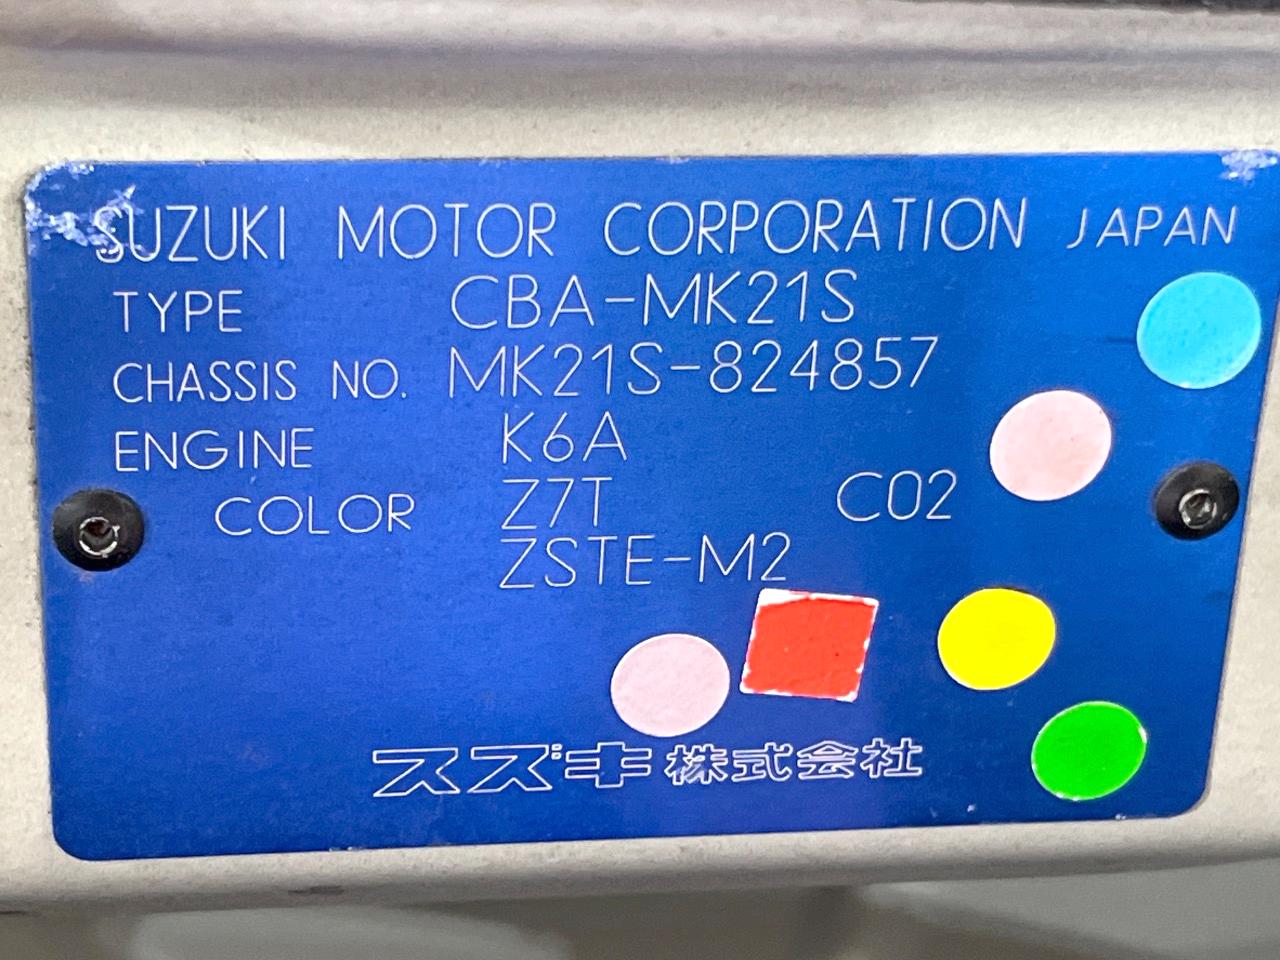 SUZUKI MOTOR CORPORATION JAPAN
TYPE CBA-MK21S
CHASSIS NO. MK21S-824857
ENGINE K6A
COLOR Z7T C02
ZSTE-M2
スズキ株式会社